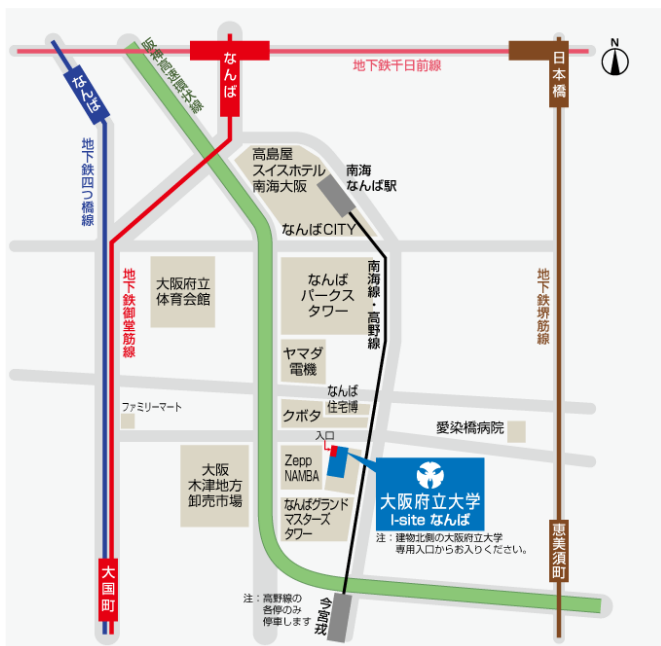 N
なんば
日本橋
地下鉄千日前線
なんば
阪神高速環状線
高島屋
スイスホテル
南海大阪
南海
なんば駅
地下鉄四つ橋線
なんばCITY
地下鉄御堂筋線
大阪府立
体育会館
なんば
パークス
タワー
南海線・高野線
地下鉄堺筋線
ヤマダ
電機
なんば
住宅博
ファミリーマート
クボタ
愛染橋病院
入口
大阪
木津地方
卸売市場
Zepp
NAMBA
大阪府立大学
I-site なんば
なんばグランド
マスターズ
タワー
注：建物北側の大阪府立大学
専用入口からお入りください。
恵美須町
大国町
注：高野線の
各停のみ
停車します
今宮戎